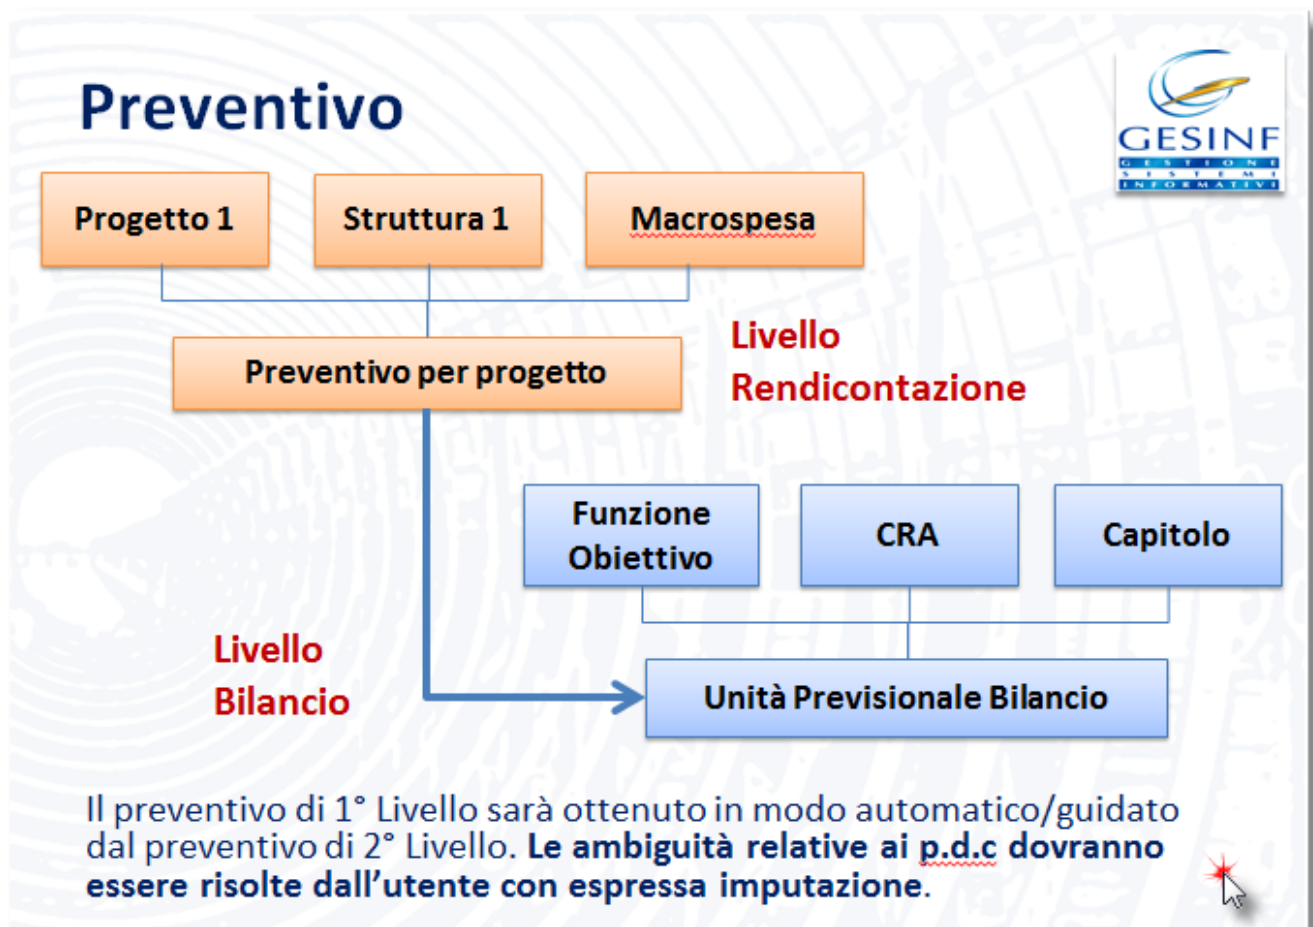 Preventivo
GESINF
GESTIONE
SISTEMI
INFORMATIVI
Progetto 1
Struttura 1
Macrospesa
Preventivo per progetto
Livello
Rendicontazione
Funzione
Obiettivo
CRA
Capitolo
Livello
Bilancio
Unità Previsionale Bilancio
Il preventivo di 1° Livello sarà ottenuto in modo automatico/guidato
dal preventivo di 2° Livello. Le ambiguità relative ai p.d.c dovranno
essere risolte dall'utente con espressa imputazione.